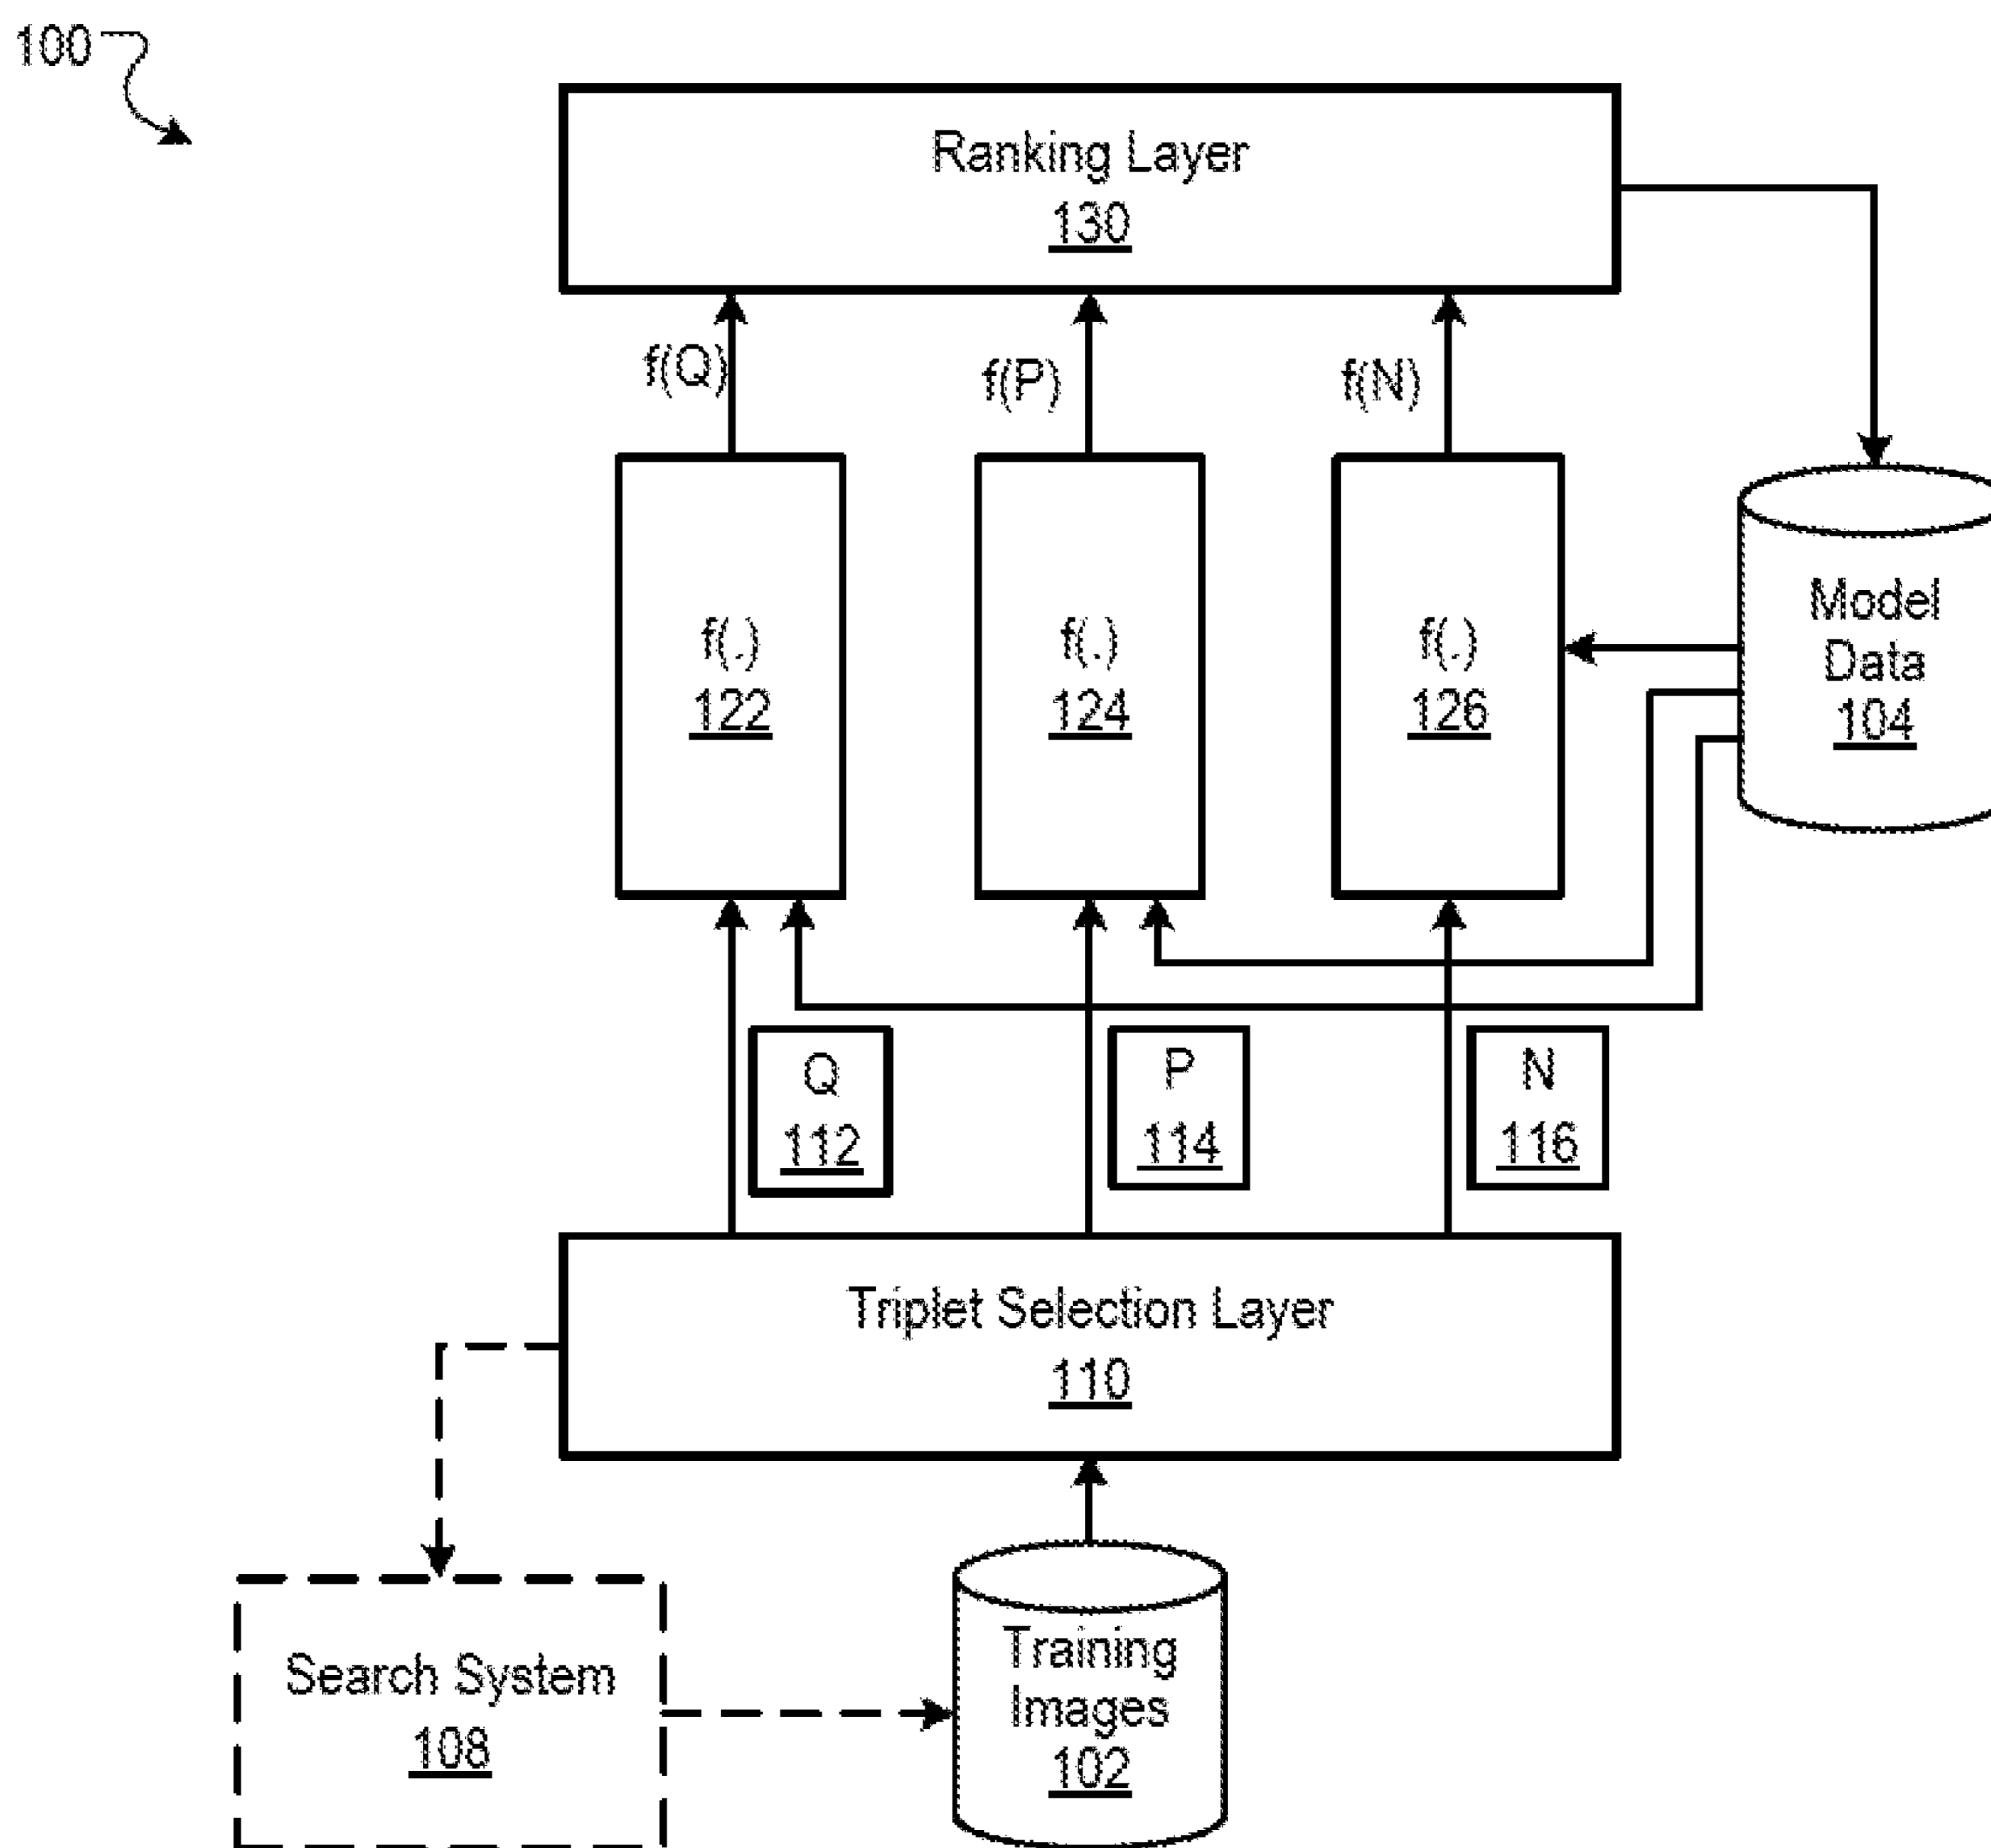 100
Ranking Layer
130
f(Q)
f(P)
f(N)
f(.)
122
f(.)
124
f(.)
126
Model
Data
104
Q
112
P
114
N
116
Triplet Selection Layer
110
Search System
108
Training
Images
102